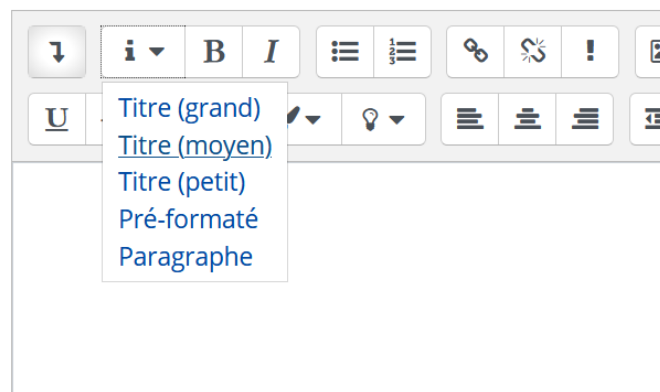 i B I
U
Titre (grand)
Titre (moyen)
Titre (petit)
Pré-formaté
Paragraphe